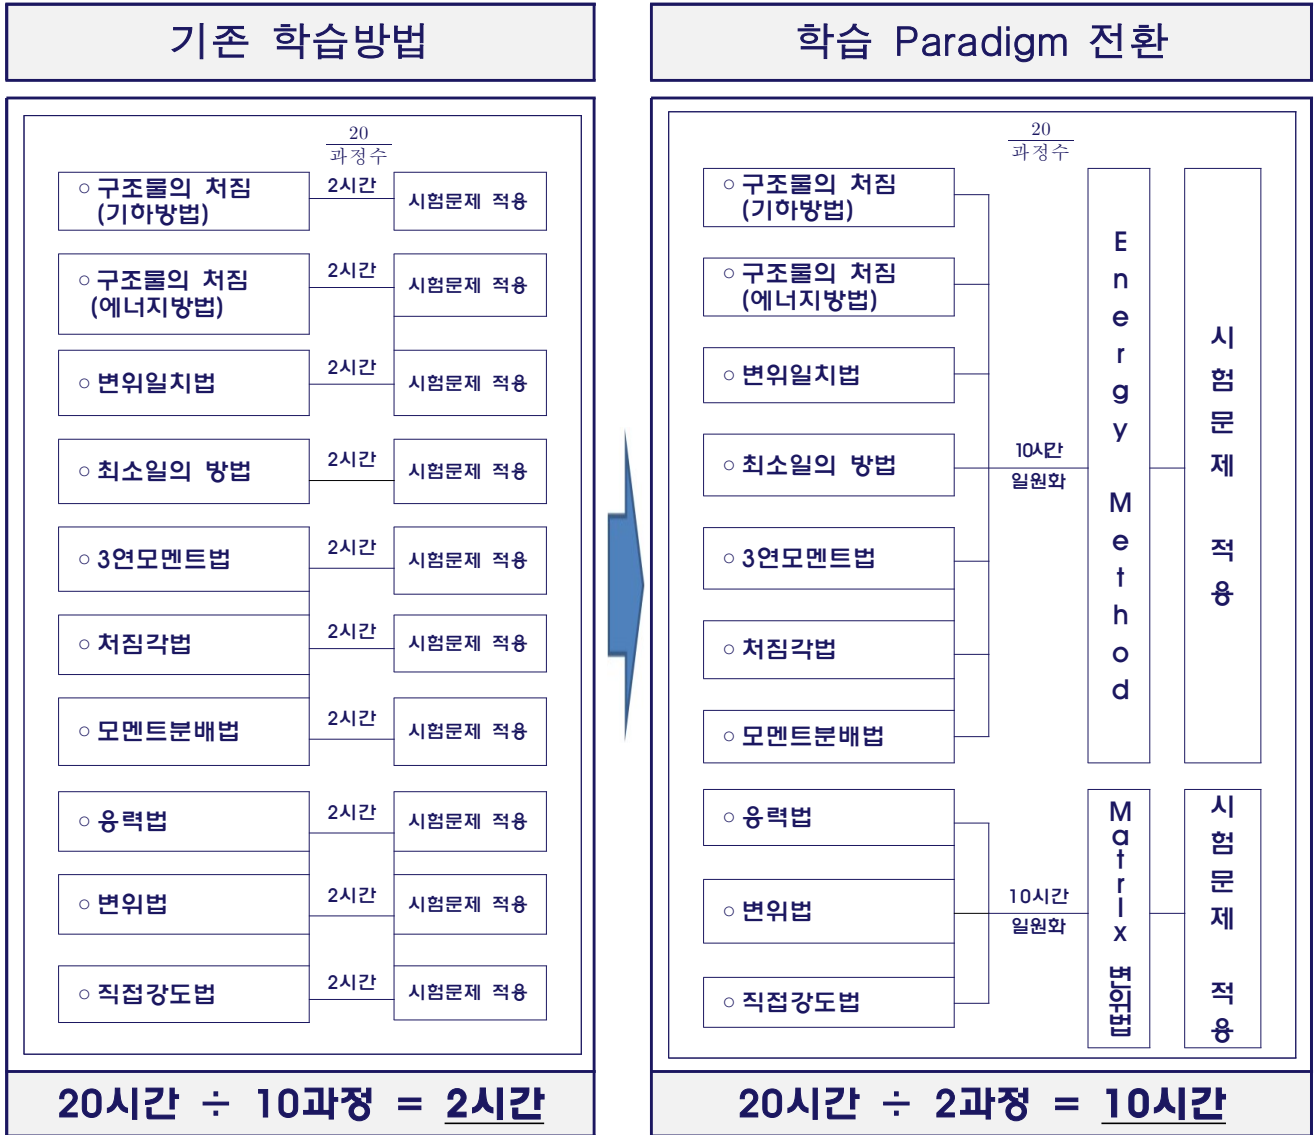 기존 학습방법
20
과정수
○ 구조물의 처짐
(기하방법)
2시간
시험문제 적용
○ 구조물의 처짐
(에너지방법)
2시간
시험문제 적용
○ 변위일치법
2시간
시험문제 적용
○ 최소일의 방법
2시간
시험문제 적용
○ 3연모멘트법
2시간
시험문제 적용
○ 처짐각법
2시간
시험문제 적용
○ 모멘트분배법
2시간
시험문제 적용
○ 응력법
2시간
시험문제 적용
○ 변위법
2시간
시험문제 적용
○ 직접강도법
2시간
시험문제 적용
20시간 ÷ 10과정 = 2시간
학습 Paradigm 전환
20
과정수
○ 구조물의 처짐
(기하방법)
○ 구조물의 처짐
(에너지방법)
○ 변위일치법
○ 최소일의 방법
○ 3연모멘트법
○ 처짐각법
○ 모멘트분배법
10시간
일원화
Energy Method
시험문제 적용
○ 응력법
○ 변위법
○ 직접강도법
10시간
일원화
MatrIx 변위법
시험문제 적용
20시간 ÷ 2과정 = 10시간